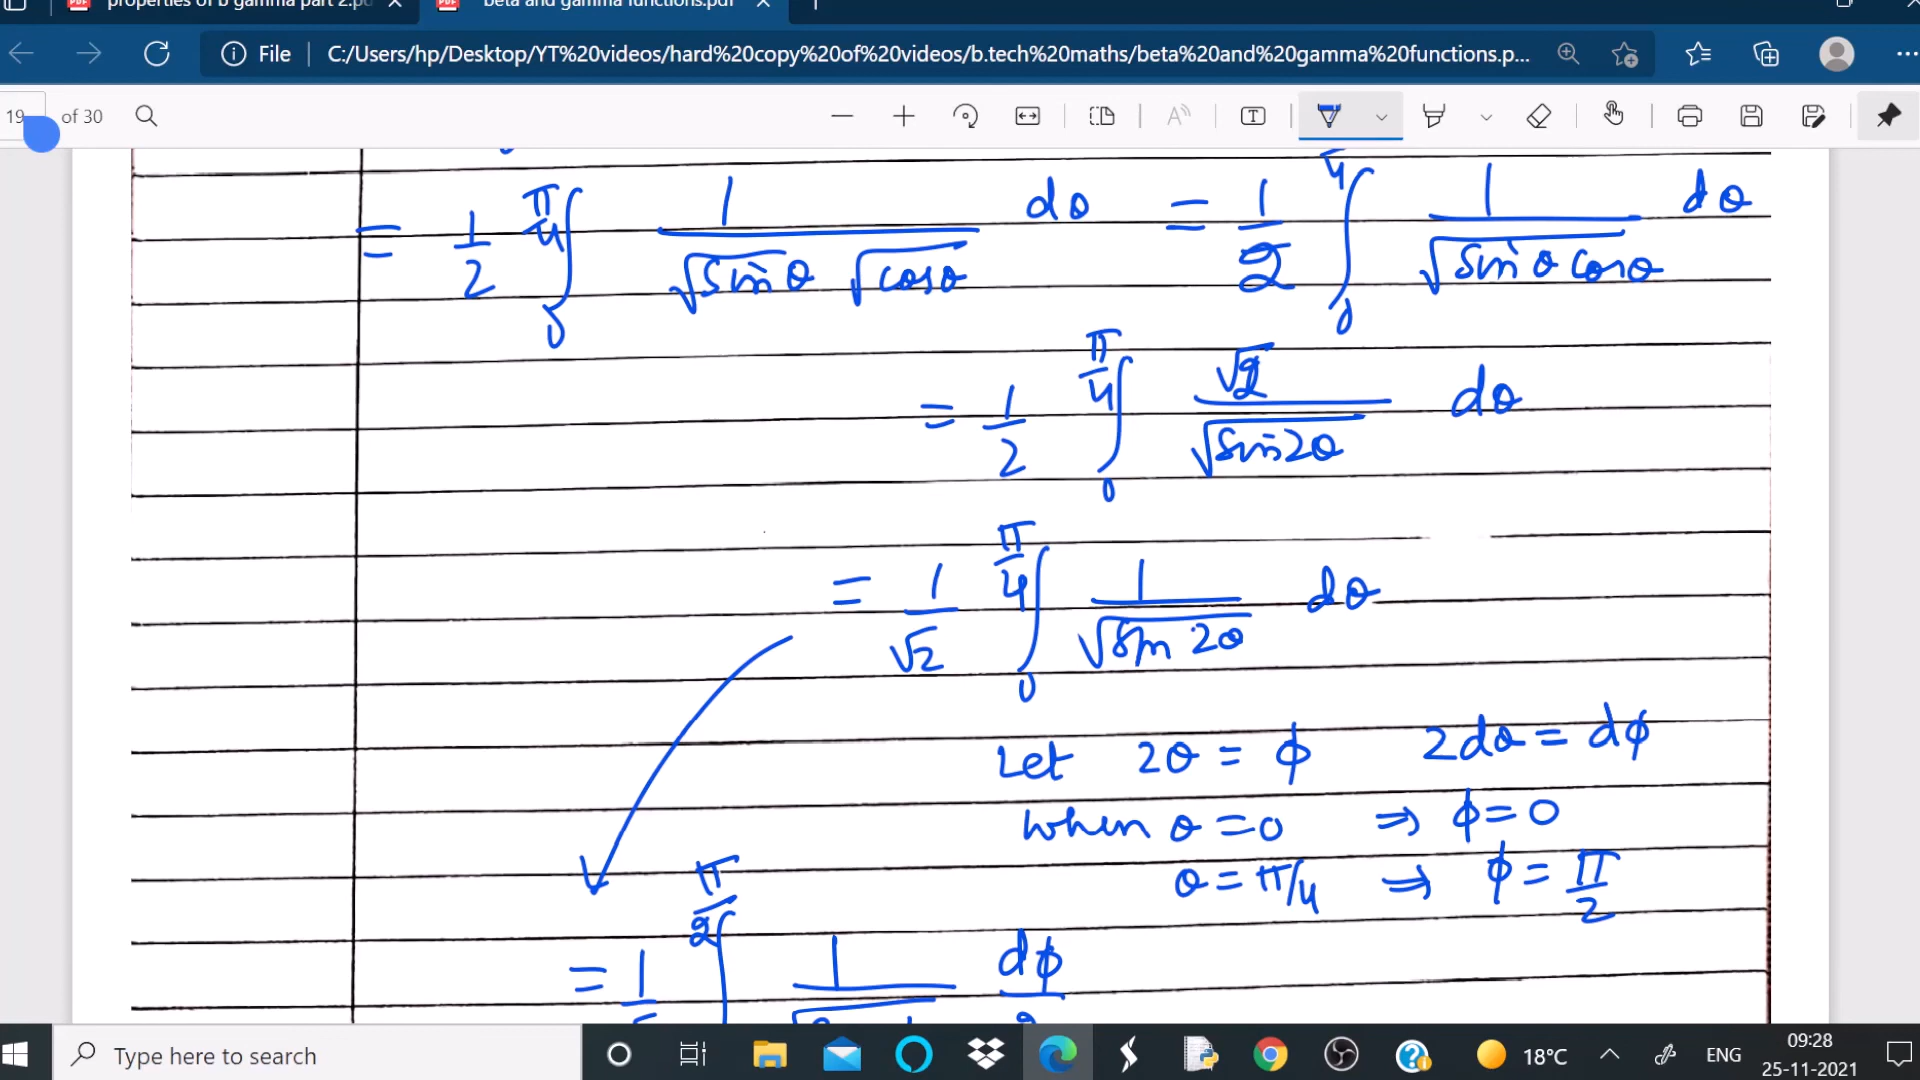 properties of b gamma part 2.pd
beta and gamma functions.pdf
File C:/Users/hp/Desktop/YT%20videos/hard%20copy%20of%20videos/b.tech%20maths/beta%20and%20gamma%20functions.p...
19 of 30
= 1/2 ∫₀^{π/4} 1/(√sinθ √cosθ) dθ = 1/2 ∫₀^{π/4} 1/√(sinθ cosθ) dθ
= 1/2 ∫₀^{π/4} √2/√(sin2θ) dθ
= 1/√2 ∫₀^{π/4} 1/√(sin 2θ) dθ
Let 2θ = φ 2dθ = dφ
when θ = 0 ⇒ φ = 0
θ = π/4 ⇒ φ = π/2
Type here to search
18°C
ENG
09:28
25-11-2021